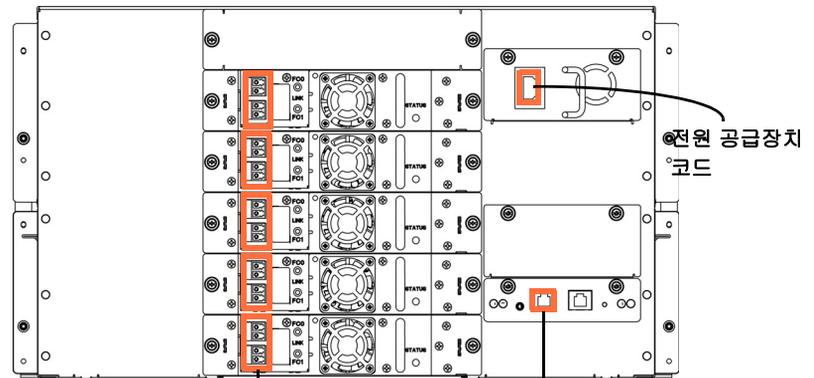 FC0
LINK
FC1
STATUS
전원 공급장치
코드
FC0
LINK
FC1
STATUS
FC0
LINK
FC1
STATUS
FC0
LINK
FC1
STATUS
FC0
LINK
FC1
STATUS